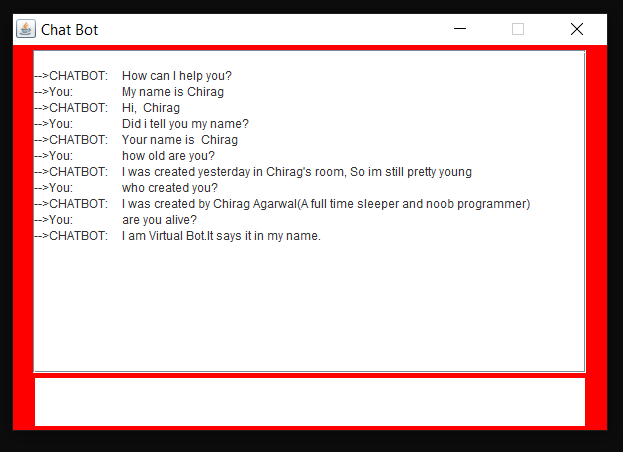 Chat Bot
-->CHATBOT: How can I help you?
-->You: My name is Chirag
-->CHATBOT: Hi,  Chirag
-->You: Did i tell you my name?
-->CHATBOT: Your name is  Chirag
-->You: how old are you?
-->CHATBOT: I was created yesterday in Chirag's room, So im still pretty young
-->You: who created you?
-->CHATBOT: I was created by Chirag Agarwal(A full time sleeper and noob programmer)
-->You: are you alive?
-->CHATBOT: I am Virtual Bot.It says it in my name.